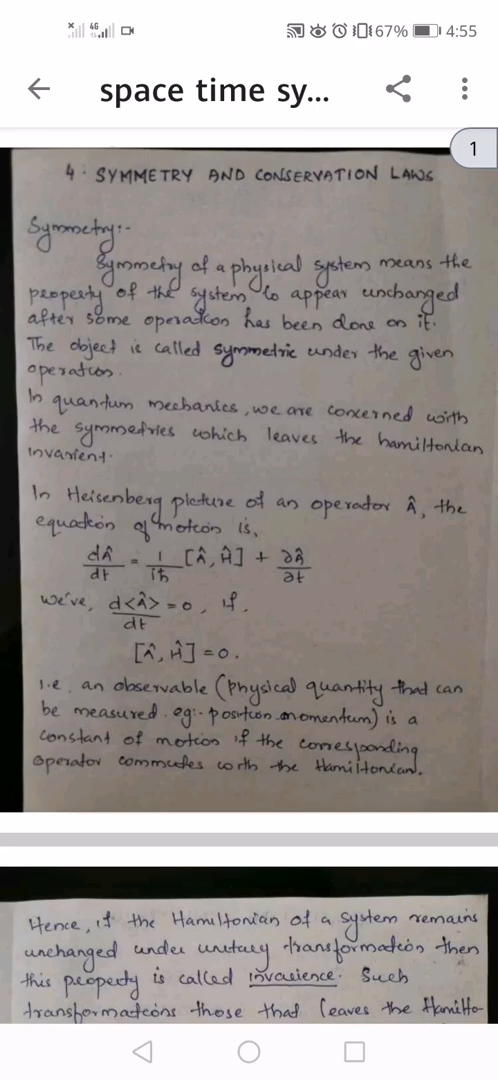 4G 67% 4:55
space time sy...
1
4. SYMMETRY AND CONSERVATION LAWS
Symmetry:-
Symmetry of a physical system means the
property of the system to appear unchanged
after some operation has been done on it.
The object is called symmetric under the given
operation.
In quantum mechanics, we are concerned with
the symmetries which leaves the hamiltonian
invarient.
In Heisenberg picture of an operator Â, the
equation of motion is,
dÂ/dt = 1/iħ [Â, Ĥ] + ∂Â/∂t
we've, d<Â>/dt = 0, if,
[Â, Ĥ] = 0.
i.e. an observable (physical quantity that can
be measured. eg:- position, momentum) is a
constant of motion if the corresponding
operator commutes with the Hamiltonian.
Hence, if the Hamiltonian of a system remains
unchanged under unitary transformation then
this property is called invarience. Such
transformations those that leaves the Hamilto-